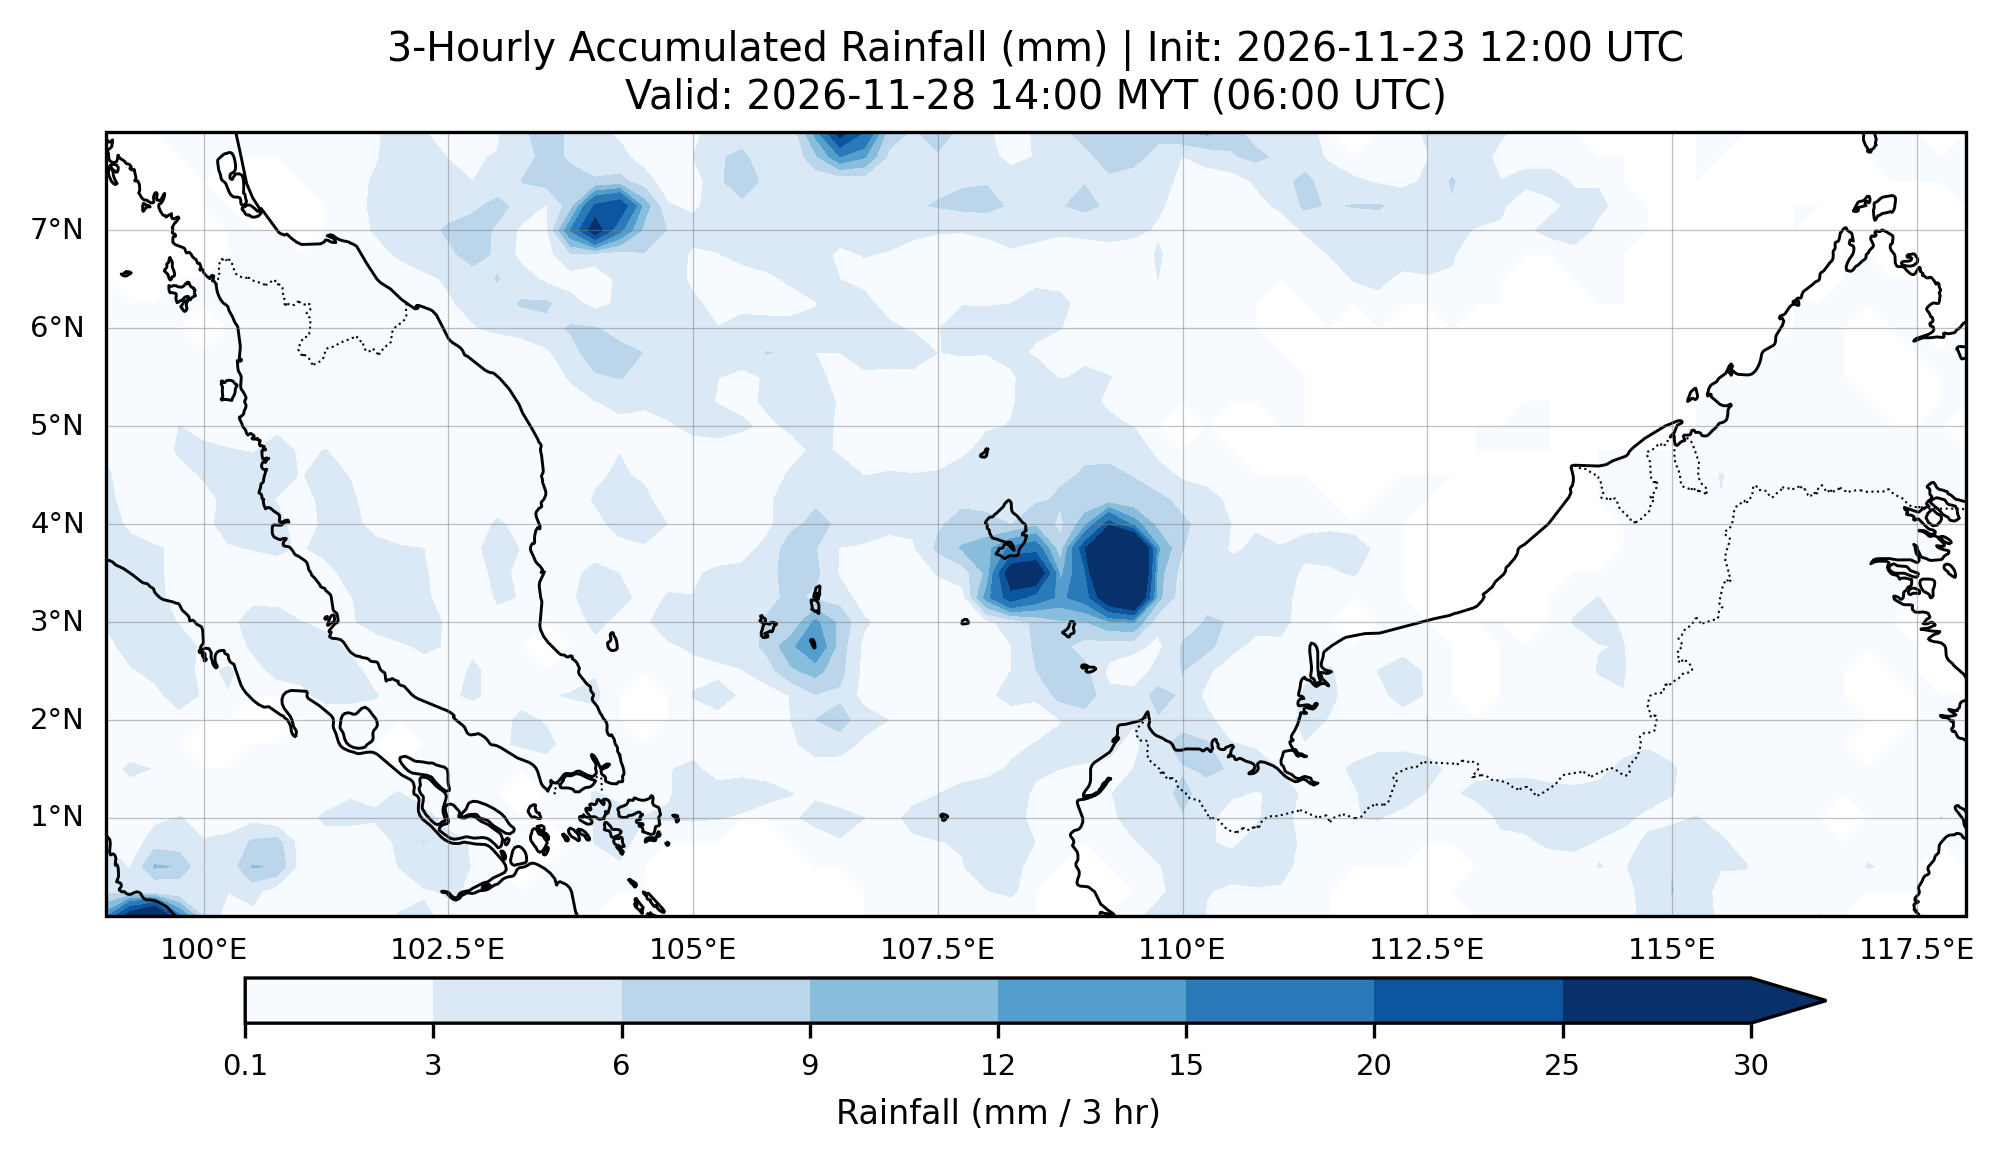 3-Hourly Accumulated Rainfall (mm) | Init: 2026-11-23 12:00 UTC
Valid: 2026-11-28 14:00 MYT (06:00 UTC)
7°N
6°N
5°N
4°N
3°N
2°N
1°N
100°E 102.5°E 105°E 107.5°E 110°E 112.5°E 115°E 117.5°E
0.1 3 6 9 12 15 20 25 30
Rainfall (mm / 3 hr)